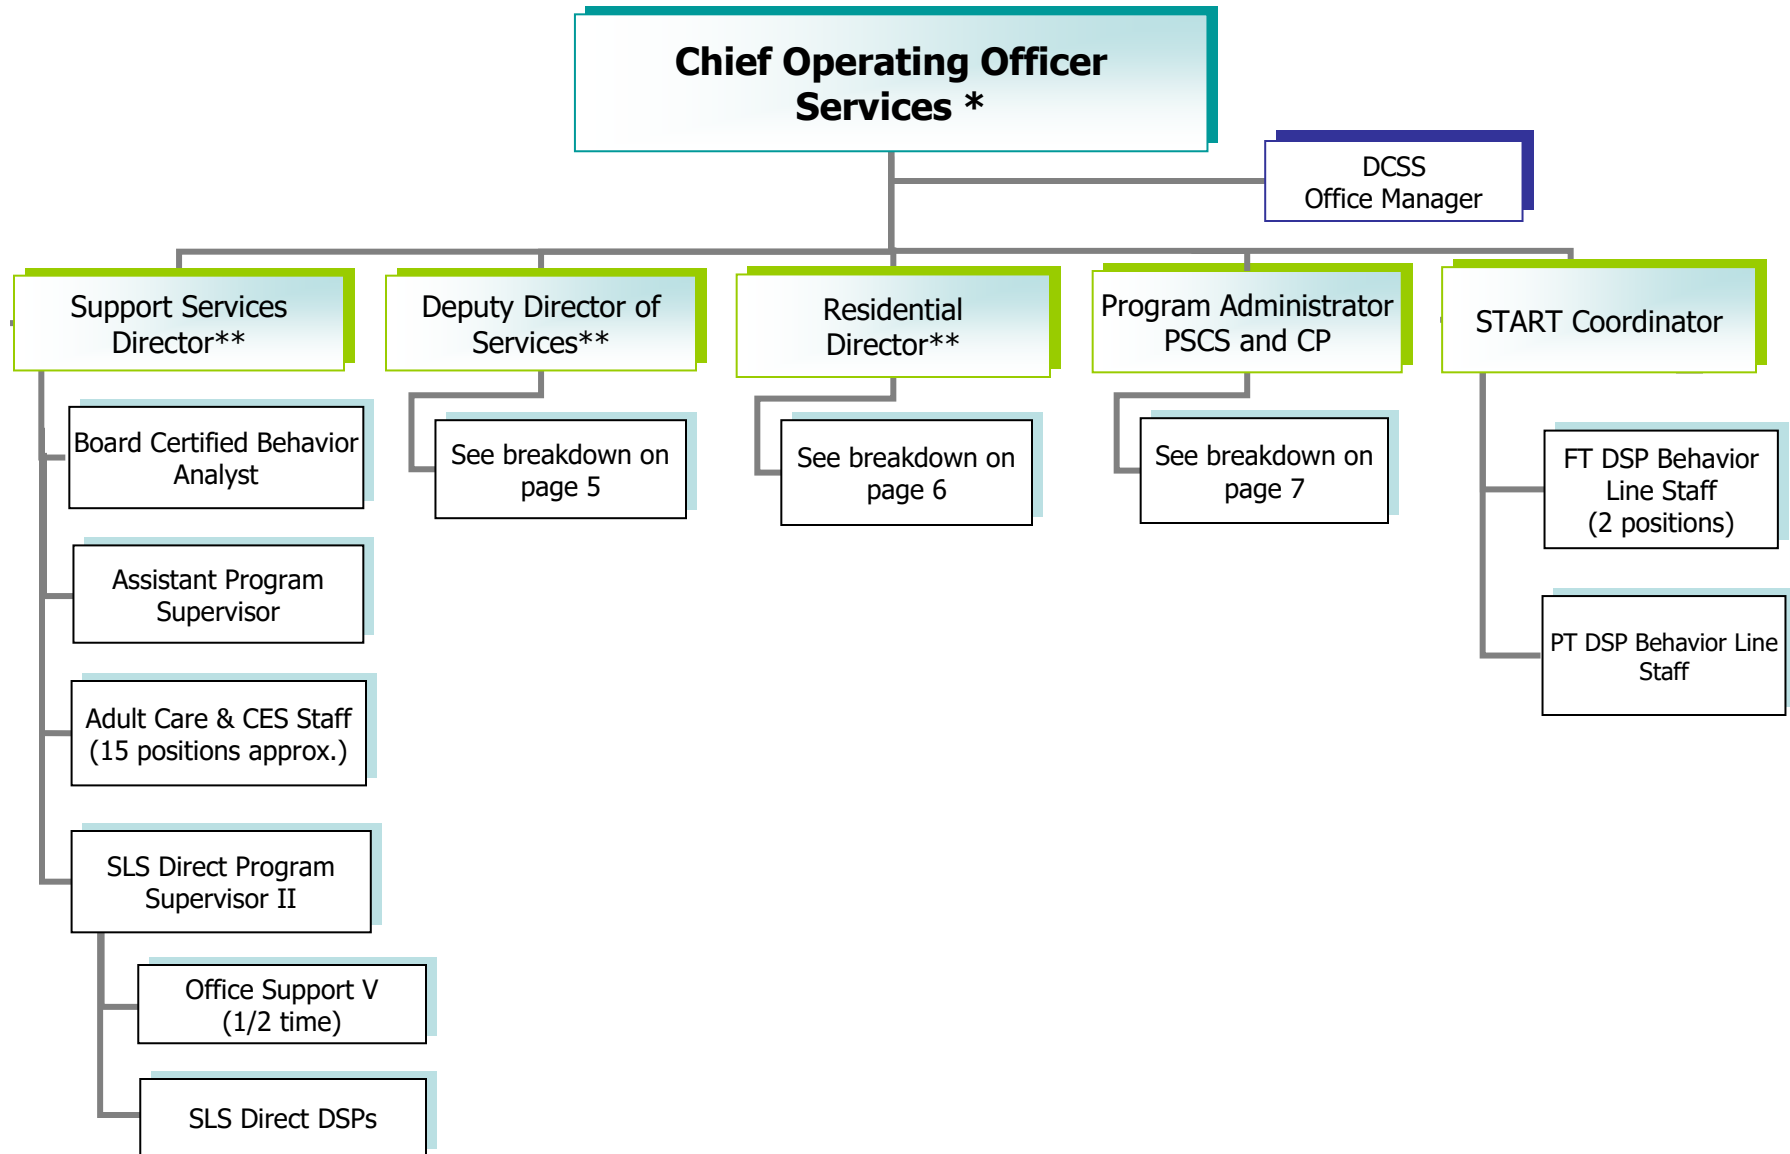 Chief Operating Officer
Services *
DCSS
Office Manager
Support Services
Director**
Deputy Director of
Services**
Residential
Director**
Program Administrator
PSCS and CP
START Coordinator
Board Certified Behavior
Analyst
See breakdown on
page 5
See breakdown on
page 6
See breakdown on
page 7
FT DSP Behavior
Line Staff
(2 positions)
Assistant Program
Supervisor
PT DSP Behavior Line
Staff
Adult Care & CES Staff
(15 positions approx.)
SLS Direct Program
Supervisor II
Office Support V
(1/2 time)
SLS Direct DSPs